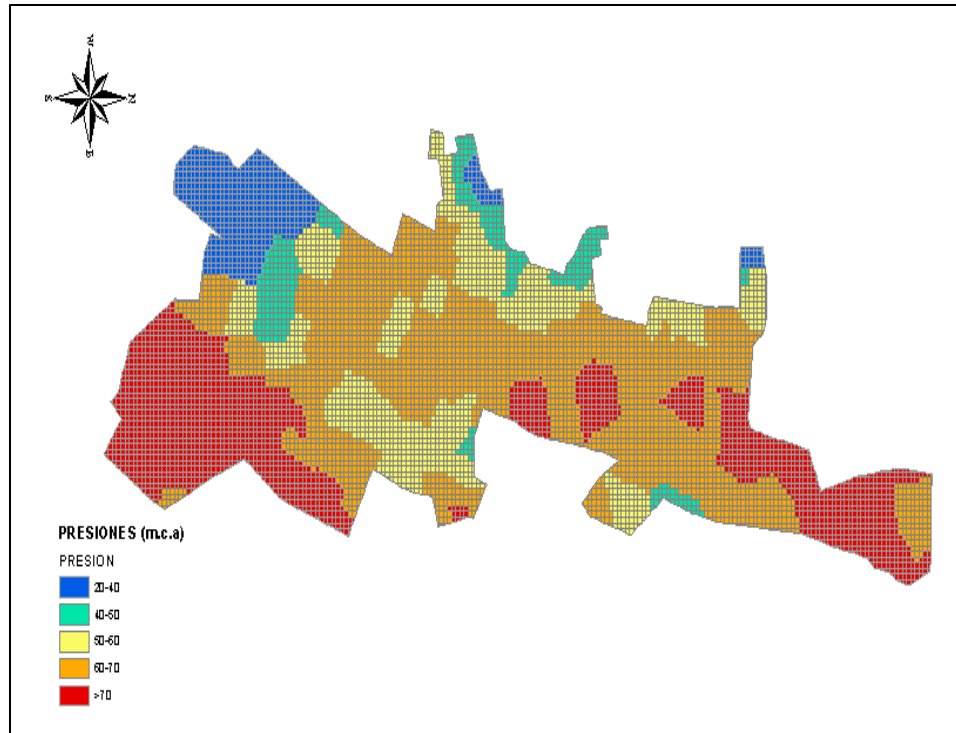 W
S
N
E
PRESIONES (m.c.a)
PRESION
20-40
40-50
50-60
60-70
>70